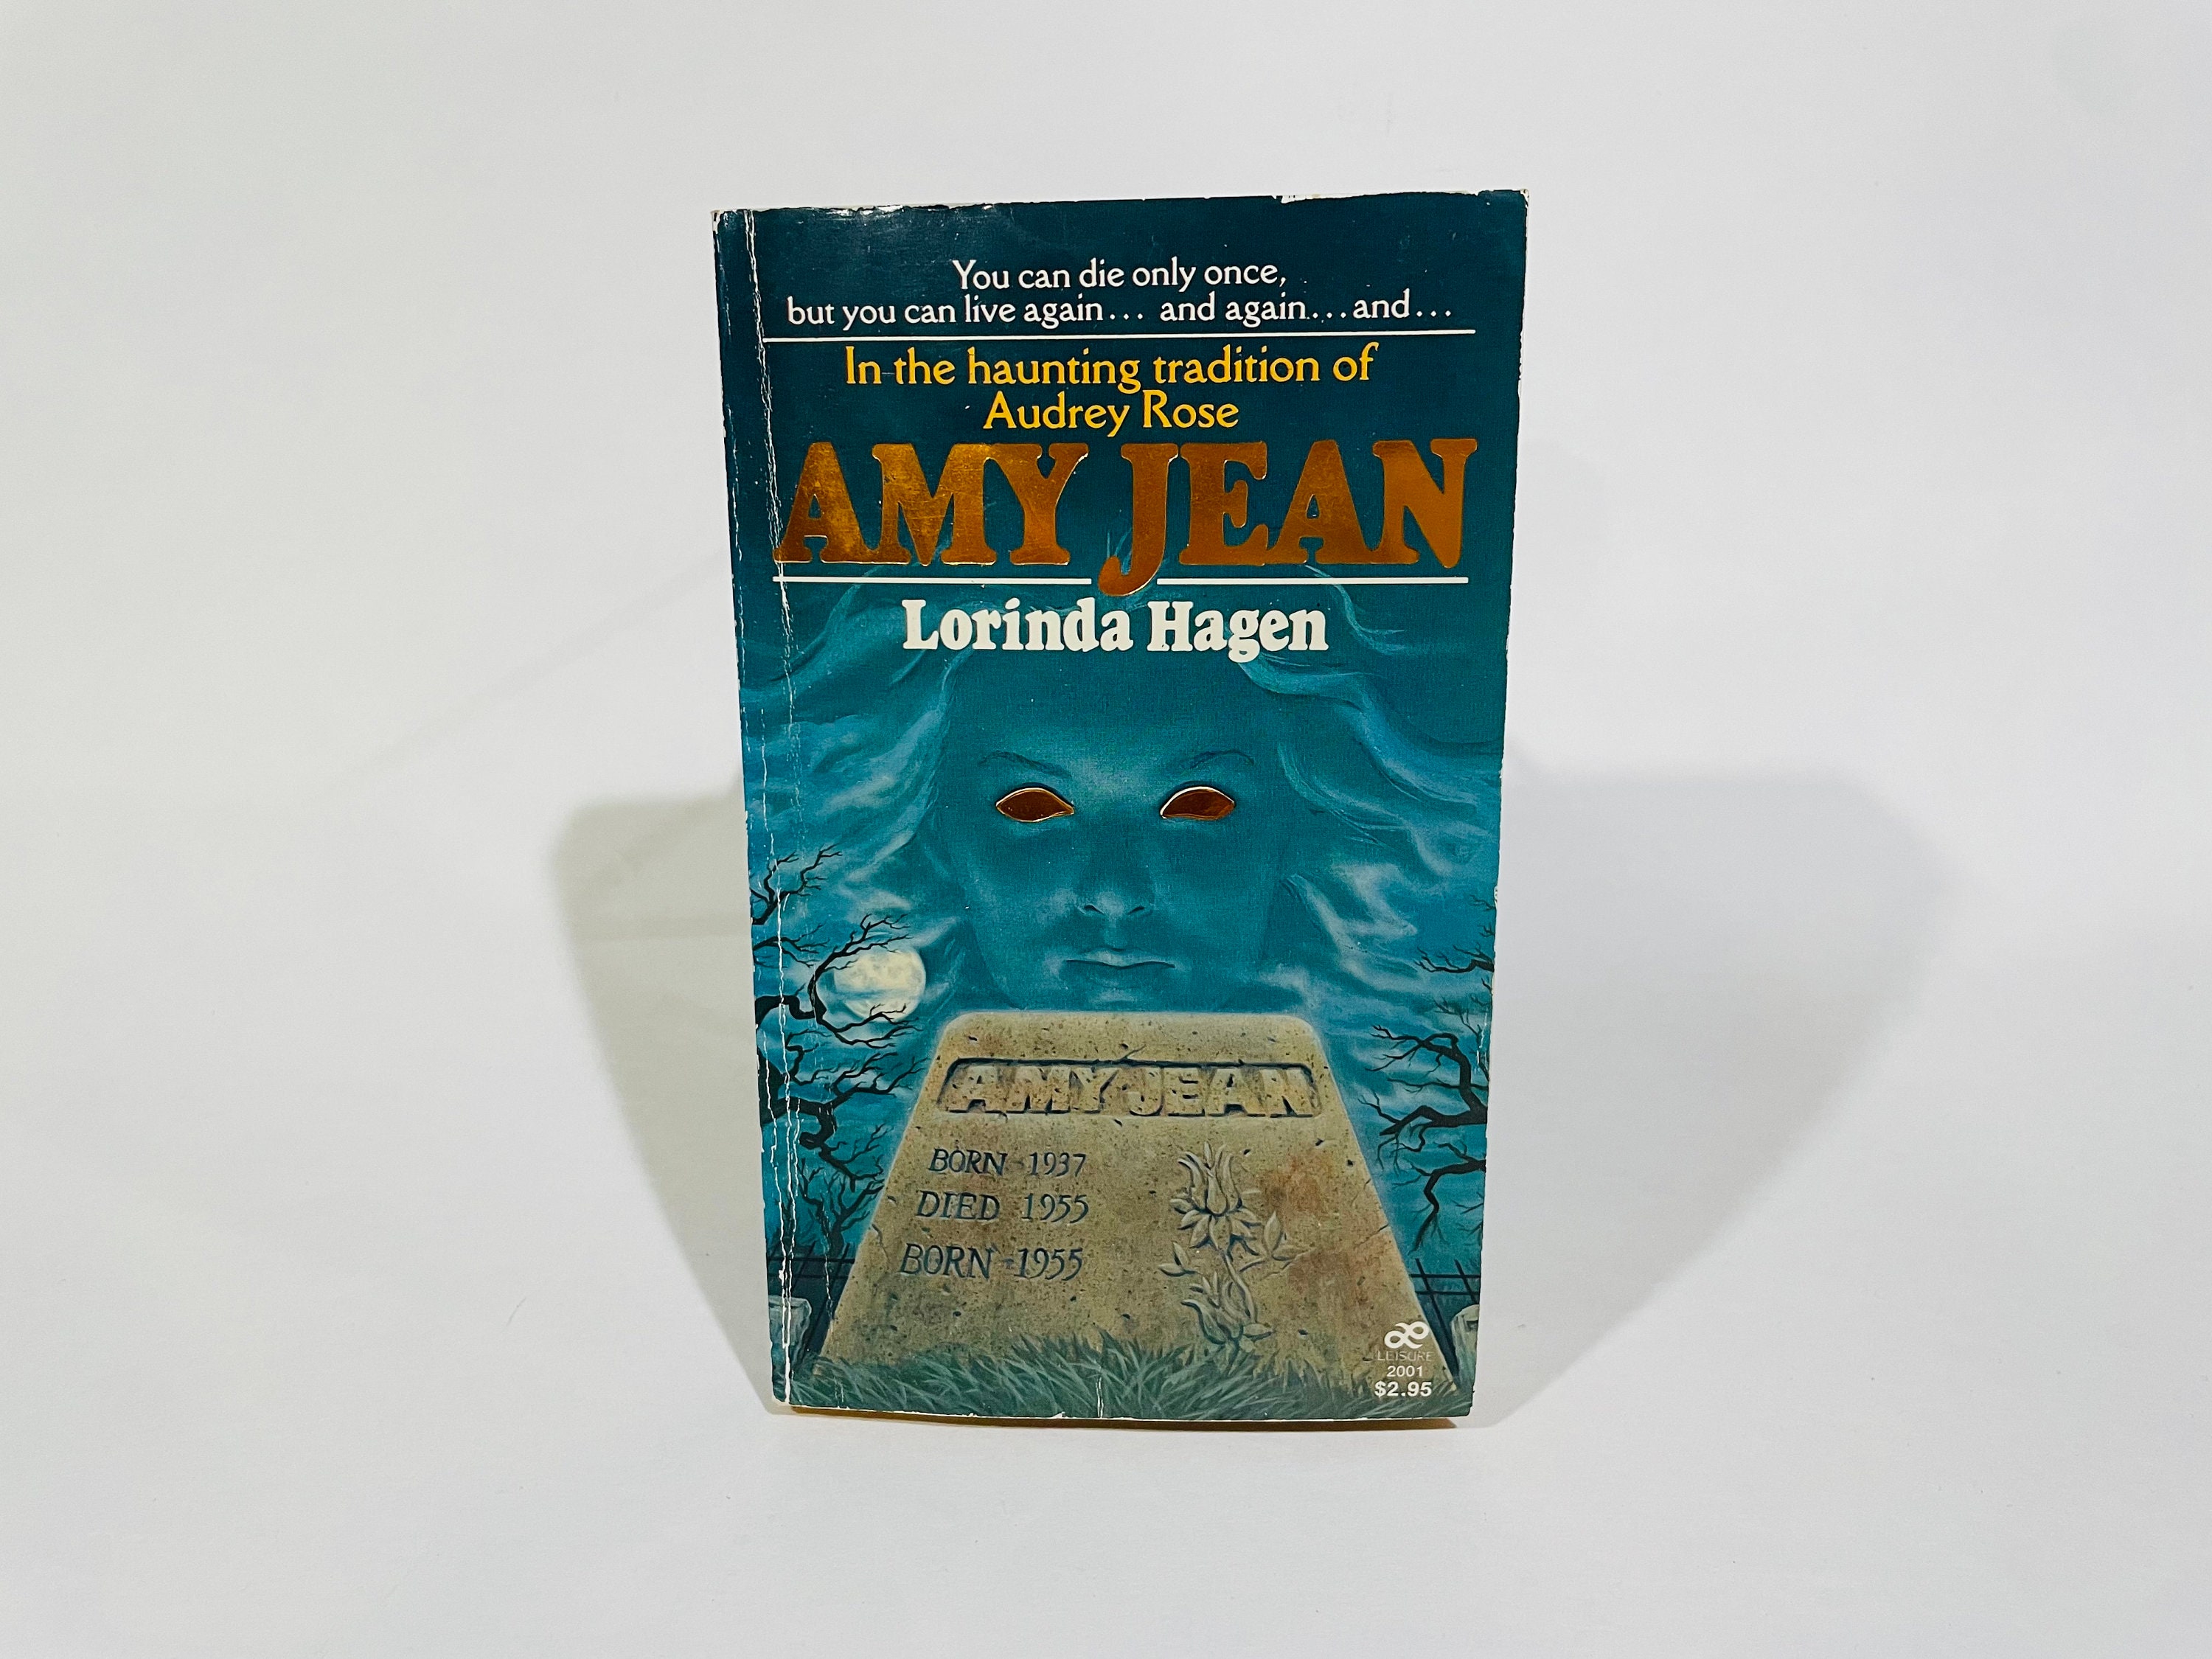 You can die only once,
but you can live again... and again...and...
In the haunting tradition of
Audrey Rose
AMY JEAN
Lorinda Hagen
AMY JEAN
BORN 1937
DIED 1955
BORN 1955
LEISURE
2001
$2.95